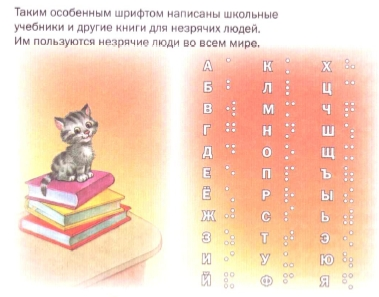 Таким особенным шрифтом написаны школьные
учебники и другие книги для незрячих людей.
Им пользуются незрячие люди во всем мире.
А К Х
Б Л Ц
В М Ч
Г Н Ш
Д О Щ
Е П Ъ
Ё Р Ы
Ж С Ь
З Т Э
И У Ю
Й Ф Я